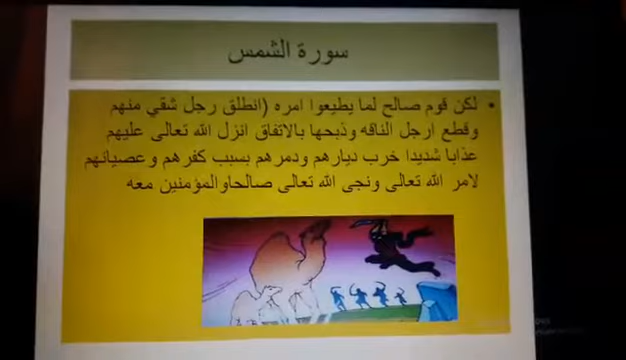 سورة الشمس
• لكن قوم صالح لما يطيعوا امره (انطلق رجل شقي منهم
وقطع ارجل الناقه وذبحها بالاتفاق انزل الله تعالى عليهم
عذابا شديدا خرب ديارهم ودمرهم بسبب كفرهم وعصيانهم
لامر الله تعالى ونجى الله تعالى صالحاوالمؤمنين معه